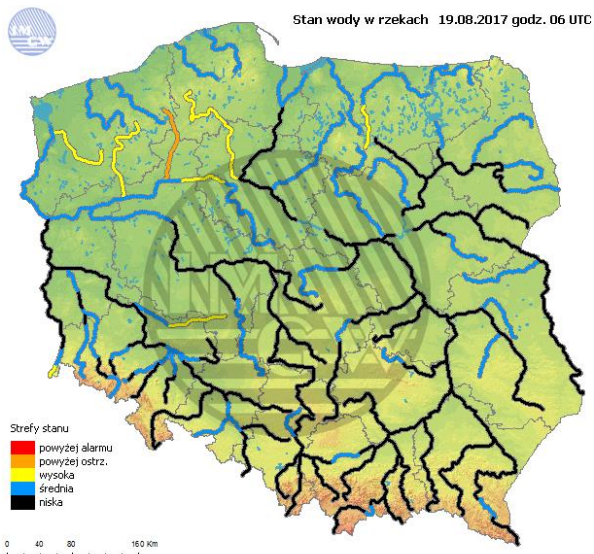 Stan wody w rzekach 19.08.2017 godz. 06 UTC
Strefy stanu
powyżej alarmu
powyżej ostrz.
wysoka
średnia
niska
0 40 80 160 Km